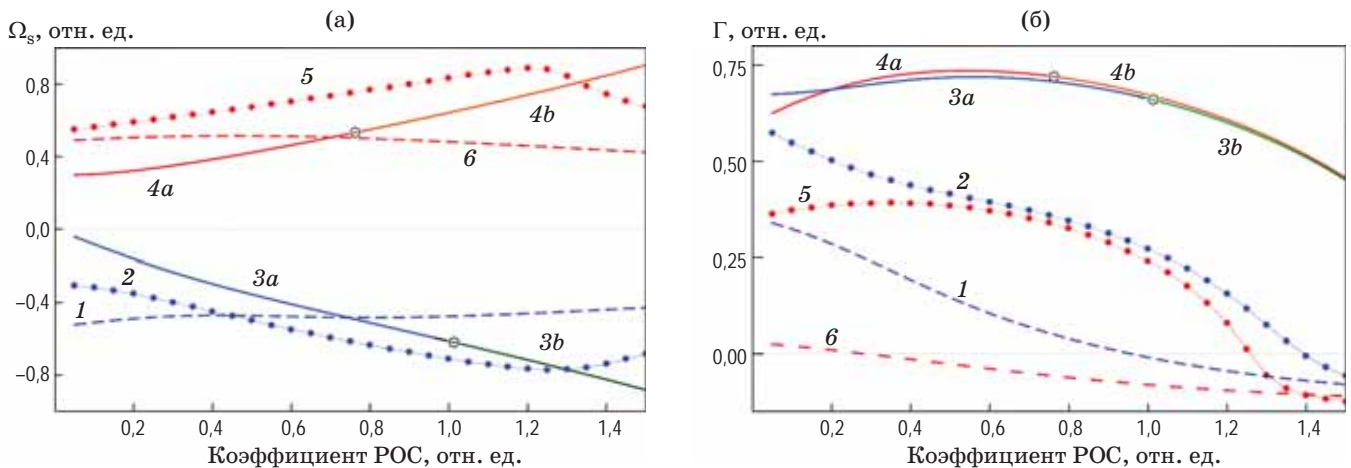 (а)
Ωs, отн. ед.
0,8
0,4
0,0
–0,4
–0,8
5
4b
4a
6
3a
2
1
3b
0,2 0,4 0,6 0,8 1,0 1,2 1,4
Коэффициент РОС, отн. ед.
(б)
Γ, отн. ед.
0,75
0,50
0,25
0,00
4a
4b
3a
3b
2
5
1
6
0,2 0,4 0,6 0,8 1,0 1,2 1,4
Коэффициент РОС, отн. ед.